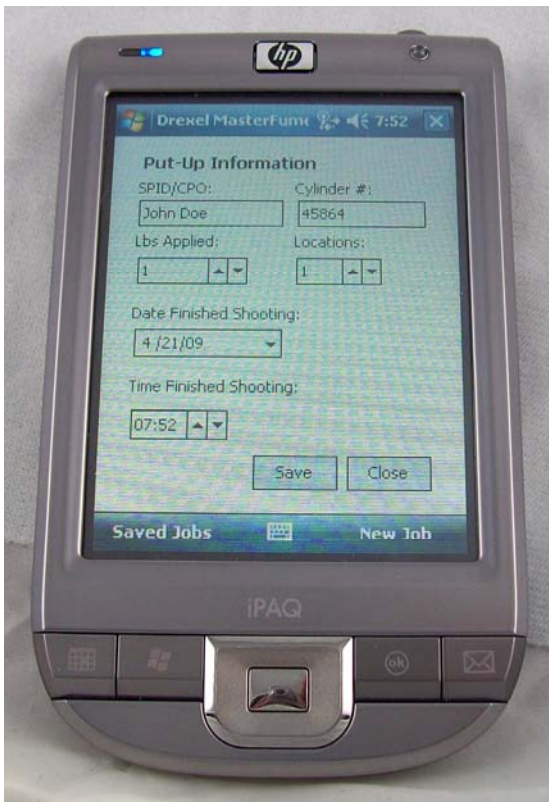 hp
Drexel MasterFume 7:52
Put-Up Information
SPID/CPO: Cylinder #:
John Doe 45864
Lbs Applied: Locations:
1 1
Date Finished Shooting:
4 /21/09
Time Finished Shooting:
07:52
Save Close
Saved Jobs New Job
iPAQ
ok